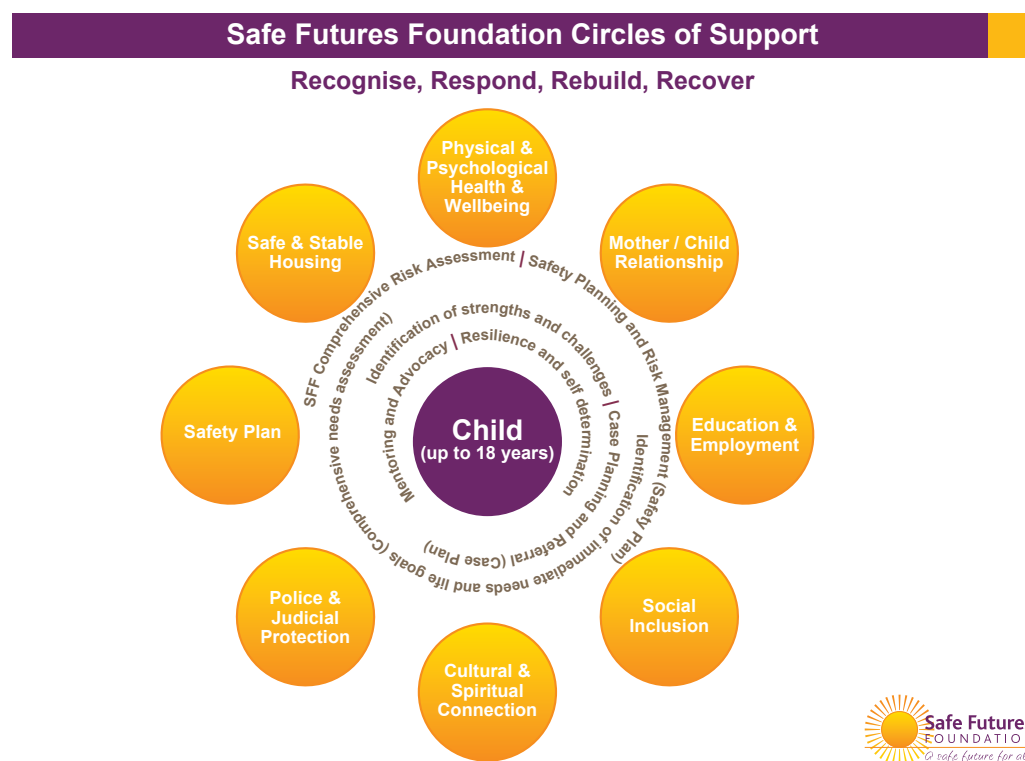 Safe Futures Foundation Circles of Support
Recognise, Respond, Rebuild, Recover
Physical &
Psychological
Health &
Wellbeing
Safe & Stable
Housing
Mother / Child
Relationship
SFF Comprehensive Risk Assessment | Safety Planning and Risk Management (Safety Plan)
Identification of immediate needs and life goals (Comprehensive needs assessment)
Identification of strengths and challenges | Case Planning and Referral (Case Plan)
Mentoring and Advocacy | Resilience and self determination
Child
(up to 18 years)
Safety Plan
Education &
Employment
Police &
Judicial
Protection
Social
Inclusion
Cultural &
Spiritual
Connection
Safe Future
FOUNDATIO
a safe future for al